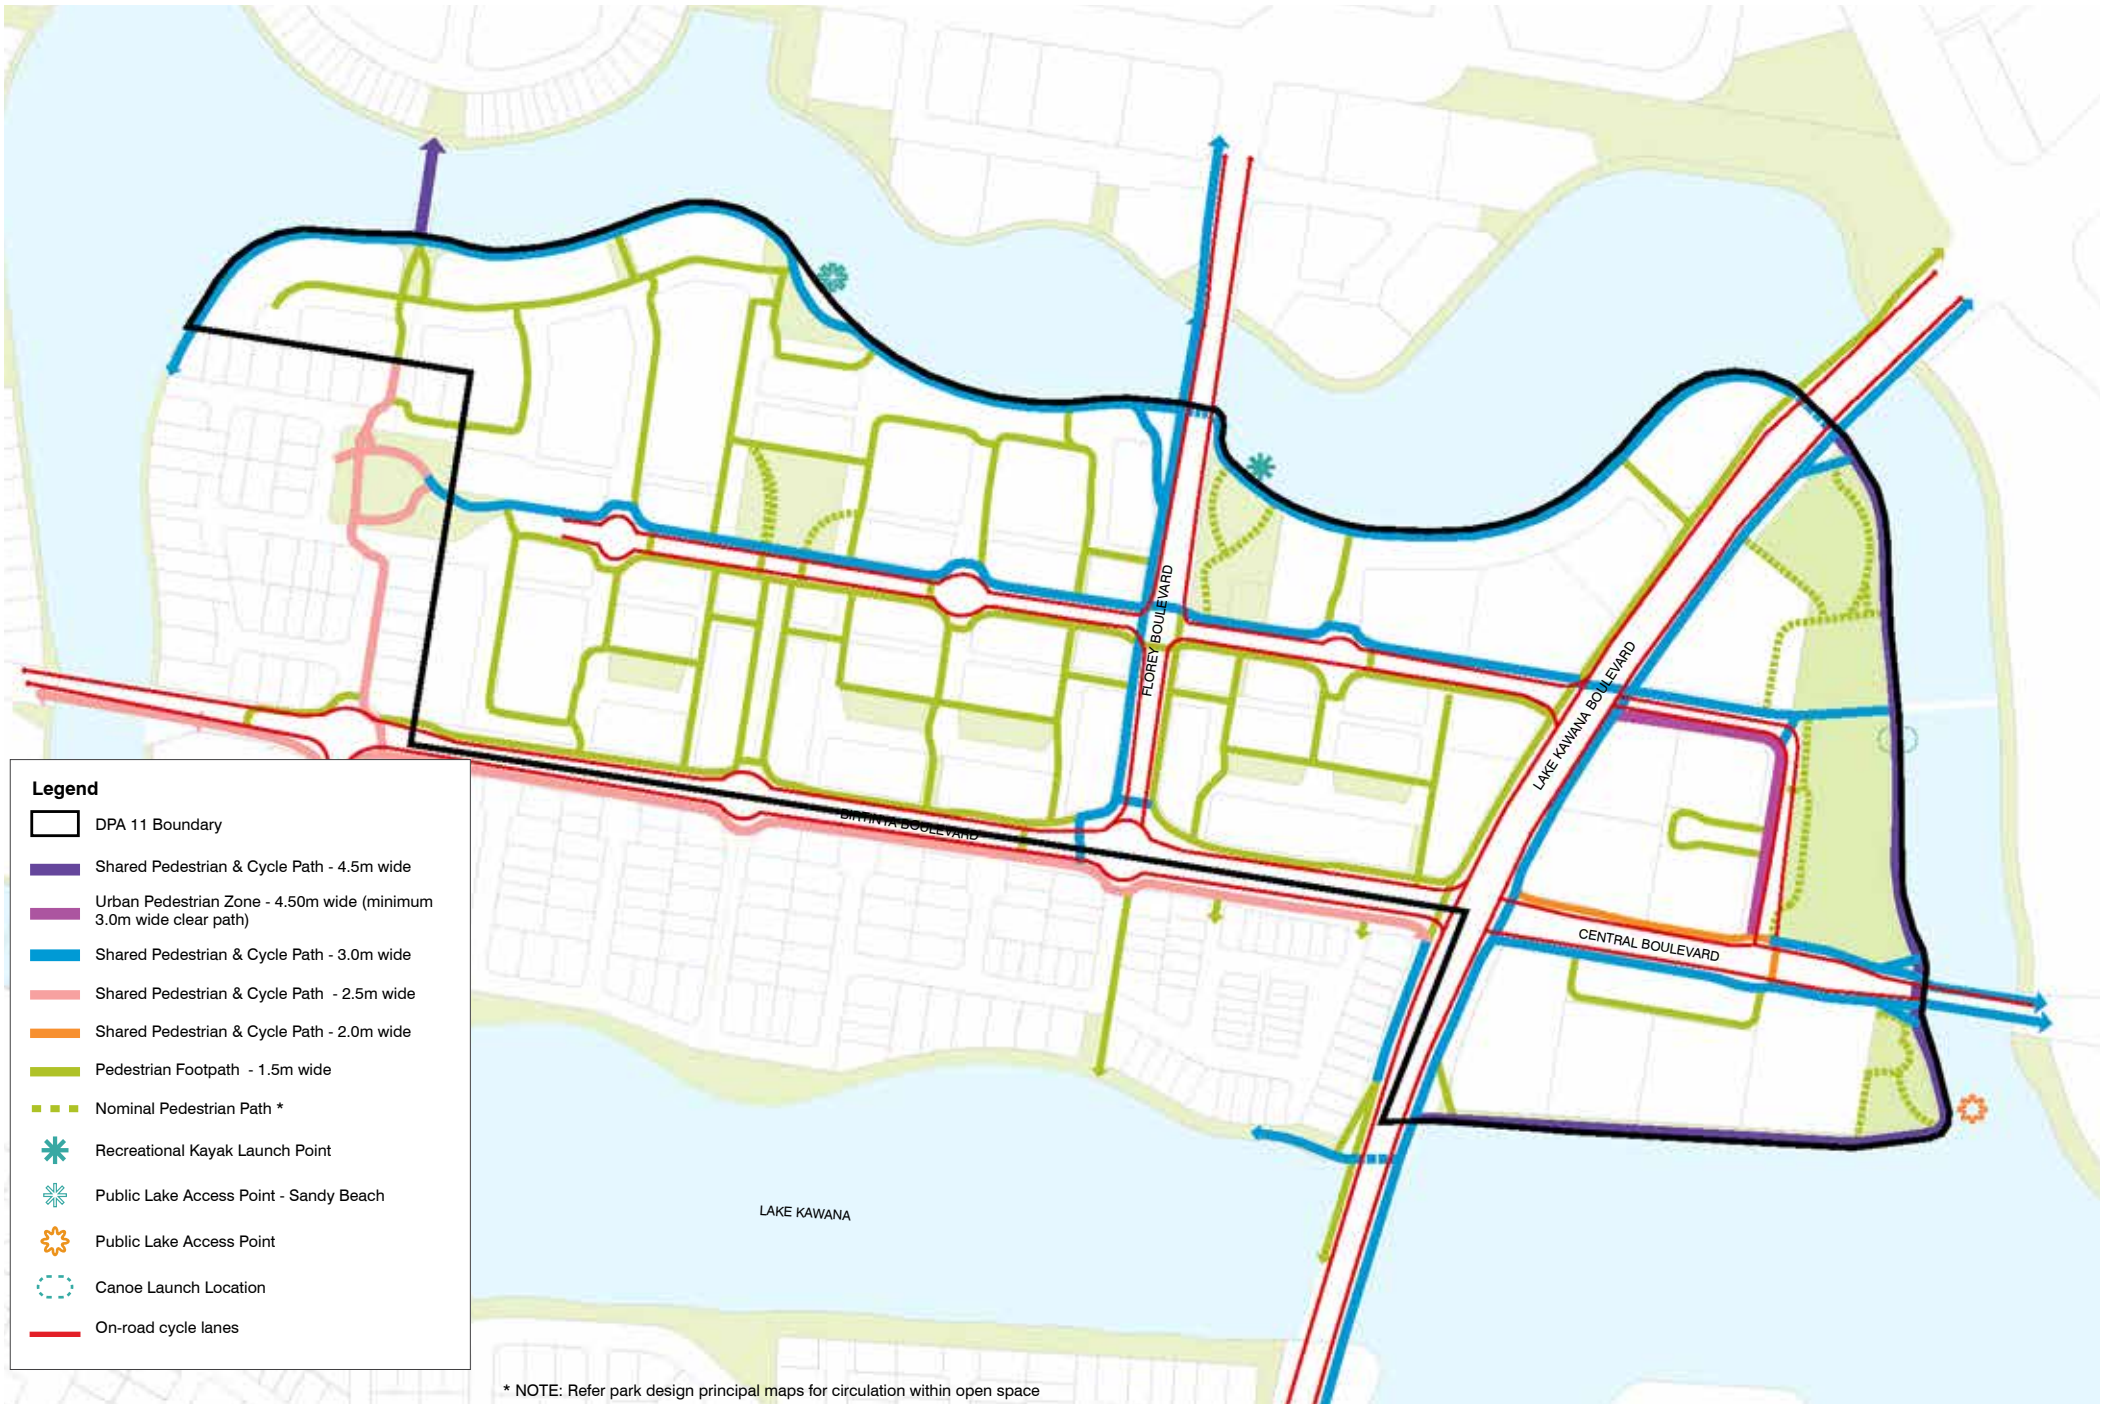 FLOREY BOULEVARD
LAKE KAWANA BOULEVARD
BIRTINYA BOULEVARD
CENTRAL BOULEVARD
LAKE KAWANA
Legend
DPA 11 Boundary
Shared Pedestrian & Cycle Path - 4.5m wide
Urban Pedestrian Zone - 4.50m wide (minimum
3.0m wide clear path)
Shared Pedestrian & Cycle Path - 3.0m wide
Shared Pedestrian & Cycle Path - 2.5m wide
Shared Pedestrian & Cycle Path - 2.0m wide
Pedestrian Footpath - 1.5m wide
Nominal Pedestrian Path *
Recreational Kayak Launch Point
Public Lake Access Point - Sandy Beach
Public Lake Access Point
Canoe Launch Location
On-road cycle lanes
* NOTE: Refer park design principal maps for circulation within open space